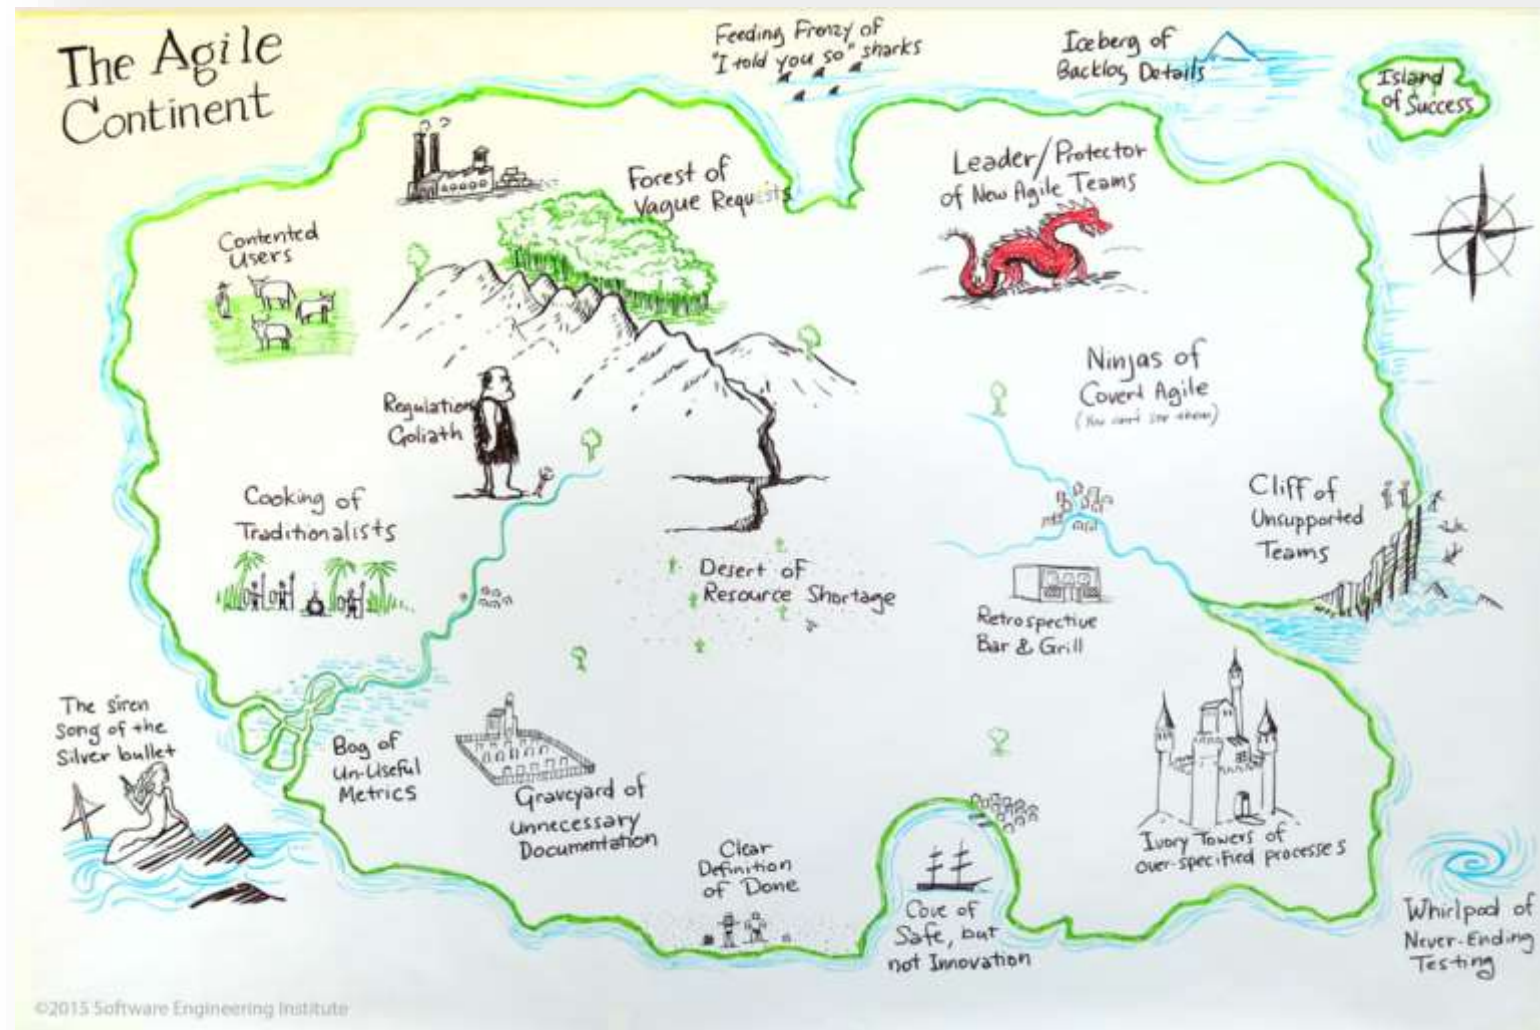 The Agile
Continent
Feeding Frenzy of
"I told you so" sharks
Iceberg of
Backlog Details
Island
of Success
Forest of
Vague Requests
Leader/Protector
of New Agile Teams
Contented
Users
Ninjas of
Covert Agile
(You can't see them)
Regulation
Goliath
Cooking of
Traditionalists
Cliff of
Unsupported
Teams
Desert of
Resource Shortage
Retrospective
Bar & Grill
The siren
song of the
Silver bullet
Bog of
Un-Useful
Metrics
Graveyard of
unnecessary
Documentation
Clear
Definition
of Done
Cove of
Safe, but
not Innovation
Ivory Towers of
over-specified processes
Whirlpool of
Never-Ending
Testing
©2015 Software Engineering Institute